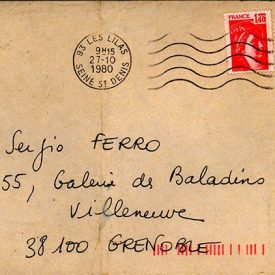 93 LES LILAS
9H15
27-10
1980
SEINE ST DENIS
FRANCE
1,40
Sergio FERRO
55, Galerie des Baladins
Villeneuve
38100 GRENOBLE